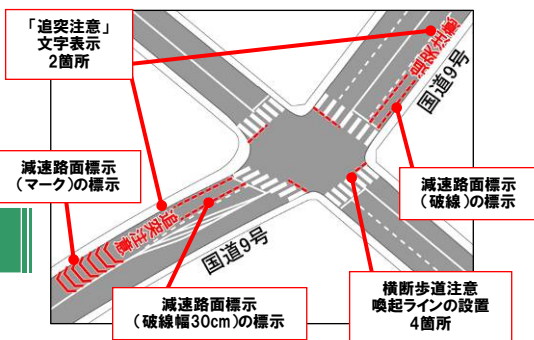 「追突注意」
文字表示
2箇所
追突注意
国道9号
減速路面標示
（マーク）の標示
減速路面標示
（破線）の標示
追突注意
国道9号
減速路面標示
（破線幅30cm）の標示
横断歩道注意
喚起ラインの設置
4箇所